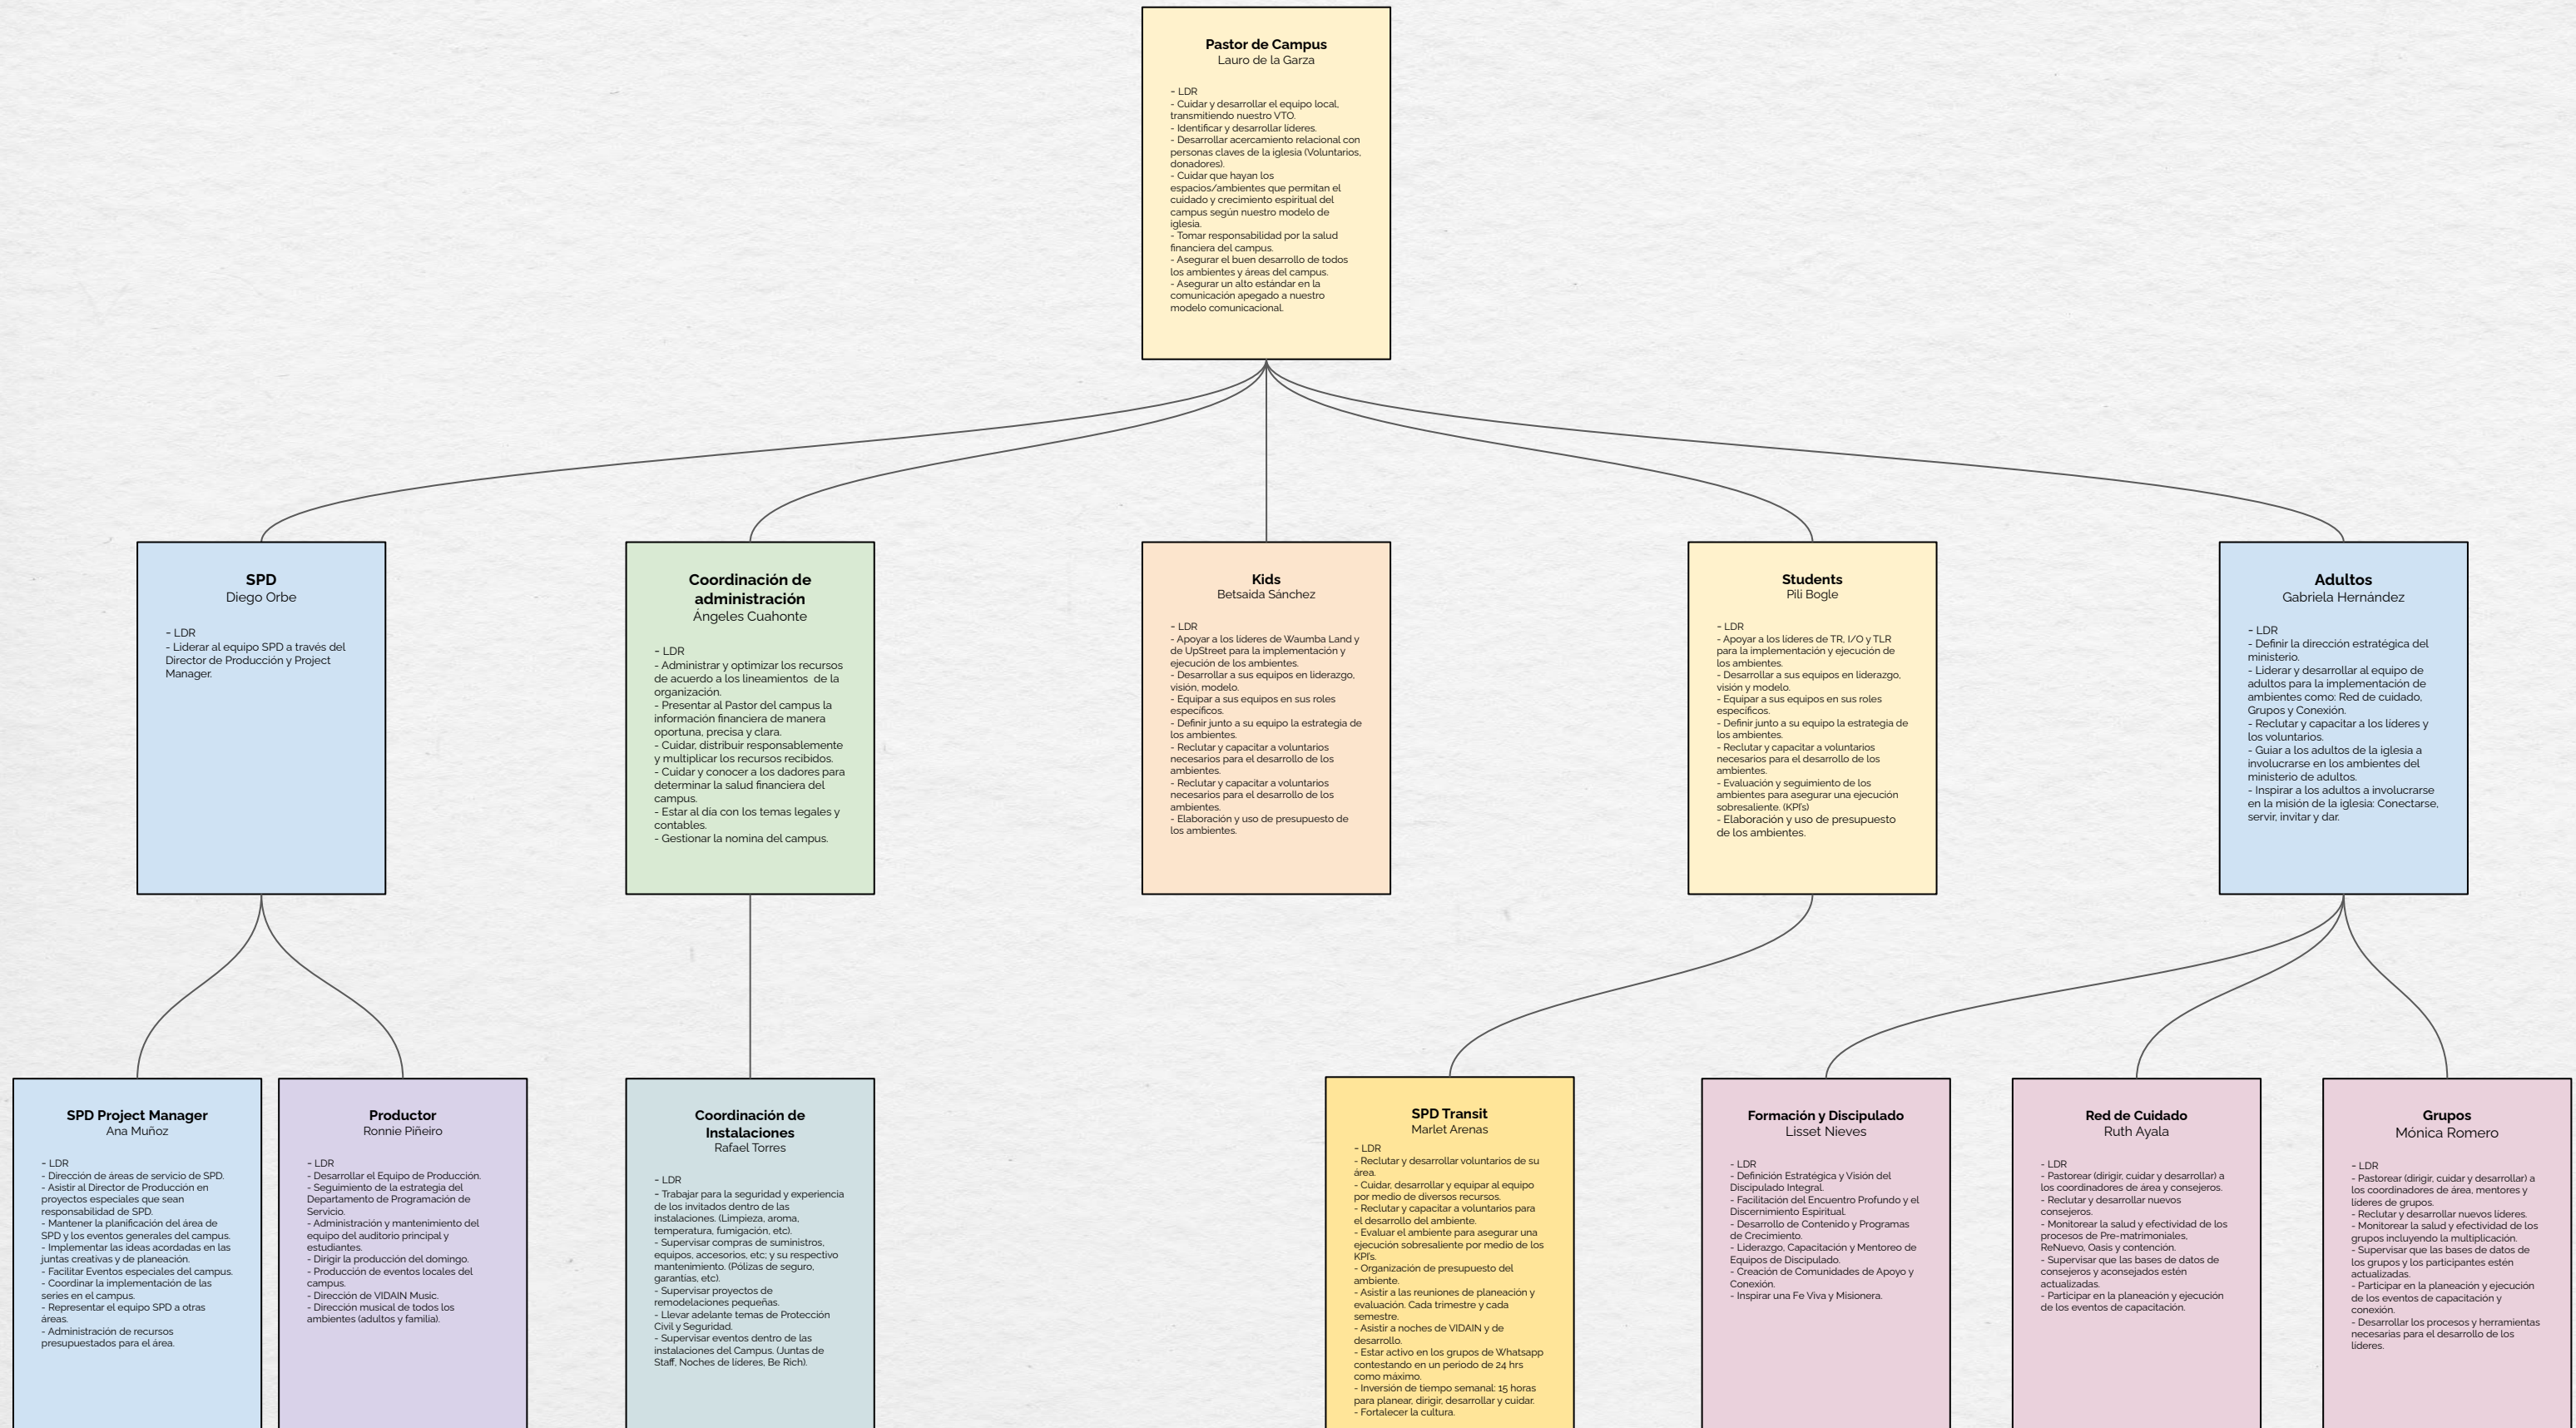 Pastor de Campus
Lauro de la Garza
- LDR
- Cuidar y desarrollar el equipo local,
transmitiendo nuestro VTO.
- Identificar y desarrollar líderes.
- Desarrollar acercamiento relacional con
personas claves de la iglesia (Voluntarios,
donadores).
- Cuidar que hayan los
espacios/ambientes que permitan el
cuidado y crecimiento espiritual del
campus según nuestro modelo de
iglesia.
- Tomar responsabilidad por la salud
financiera del campus.
- Asegurar el buen desarrollo de todos
los ambientes y áreas del campus.
- Asegurar un alto estándar en la
comunicación apegado a nuestro
modelo comunicacional.
SPD
Diego Orbe
- LDR
- Liderar al equipo SPD a través del
Director de Producción y Project
Manager.
Coordinación de
administración
Ángeles Cuahonte
- LDR
- Administrar y optimizar los recursos
de acuerdo a los lineamientos  de la
organización.
- Presentar al Pastor del campus la
información financiera de manera
oportuna, precisa y clara.
- Cuidar, distribuir responsablemente
y multiplicar los recursos recibidos.
- Cuidar y conocer a los dadores para
determinar la salud financiera del
campus.
- Estar al día con los temas legales y
contables.
- Gestionar la nomina del campus.
Kids
Betsaida Sánchez
- LDR
- Apoyar a los líderes de Waumba Land y
de UpStreet para la implementación y
ejecución de los ambientes.
- Desarrollar a sus equipos en liderazgo,
visión, modelo.
- Equipar a sus equipos en sus roles
específicos.
- Definir junto a su equipo la estrategia de
los ambientes.
- Reclutar y capacitar a voluntarios
necesarios para el desarrollo de los
ambientes.
- Reclutar y capacitar a voluntarios
necesarios para el desarrollo de los
ambientes.
- Elaboración y uso de presupuesto de
los ambientes.
Students
Pili Bogle
- LDR
- Apoyar a los líderes de TR, I/O y TLR
para la implementación y ejecución de
los ambientes.
- Desarrollar a sus equipos en liderazgo,
visión y modelo.
- Equipar a sus equipos en sus roles
específicos.
- Definir junto a su equipo la estrategia de
los ambientes.
- Reclutar y capacitar a voluntarios
necesarios para el desarrollo de los
ambientes.
- Evaluación y seguimiento de los
ambientes para asegurar una ejecución
sobresaliente. (KPI's)
- Elaboración y uso de presupuesto
de los ambientes.
Adultos
Gabriela Hernández
- LDR
- Definir la dirección estratégica del
ministerio.
- Liderar y desarrollar al equipo de
adultos para la implementación de
ambientes como: Red de cuidado,
Grupos y Conexión.
- Reclutar y capacitar a los líderes y
los voluntarios.
- Guiar a los adultos de la iglesia a
involucrarse en los ambientes del
ministerio de adultos.
- Inspirar a los adultos a involucrarse
en la misión de la iglesia: Conectarse,
servir, invitar y dar.
SPD Project Manager
Ana Muñoz
- LDR
- Dirección de áreas de servicio de SPD.
- Asistir al Director de Producción en
proyectos especiales que sean
responsabilidad de SPD.
- Mantener la planificación del área de
SPD y los eventos generales del campus.
- Implementar las ideas acordadas en las
juntas creativas y de planeación.
- Facilitar Eventos especiales del campus.
- Coordinar la implementación de las
series en el campus.
- Representar el equipo SPD a otras
áreas.
- Administración de recursos
presupuestados para el área.
Productor
Ronnie Piñeiro
- LDR
- Desarrollar el Equipo de Producción.
- Seguimiento de la estrategia del
Departamento de Programación de
Servicio.
- Administración y mantenimiento del
equipo del auditorio principal y
estudiantes.
- Dirigir la producción del domingo.
- Producción de eventos locales del
campus.
- Dirección de VIDAIN Music.
- Dirección musical de todos los
ambientes (adultos y familia).
Coordinación de
Instalaciones
Rafael Torres
- LDR
- Trabajar para la seguridad y experiencia
de los invitados dentro de las
instalaciones. (Limpieza, aroma,
temperatura, fumigación, etc).
- Supervisar compras de suministros,
equipos, accesorios, etc; y su respectivo
mantenimiento. (Pólizas de seguro,
garantías, etc).
- Supervisar proyectos de
remodelaciones pequeñas.
- Llevar adelante temas de Protección
Civil y Seguridad.
- Supervisar eventos dentro de las
instalaciones del Campus. (Juntas de
Staff, Noches de líderes, Be Rich).
SPD Transit
Marlet Arenas
- LDR
- Reclutar y desarrollar voluntarios de su
área.
- Cuidar, desarrollar y equipar al equipo
por medio de diversos recursos.
- Reclutar y capacitar a voluntarios para
el desarrollo del ambiente.
- Evaluar el ambiente para asegurar una
ejecución sobresaliente por medio de los
KPI's.
- Organización de presupuesto del
ambiente.
- Asistir a las reuniones de planeación y
evaluación. Cada trimestre y cada
semestre.
- Asistir a noches de VIDAIN y de
desarrollo.
- Estar activo en los grupos de Whatsapp
contestando en un periodo de 24 hrs
como máximo.
- Inversión de tiempo semanal: 15 horas
para planear, dirigir, desarrollar y cuidar.
- Fortalecer la cultura.
Formación y Discipulado
Lisset Nieves
- LDR
- Definición Estratégica y Visión del
Discipulado Integral.
- Facilitación del Encuentro Profundo y el
Discernimiento Espiritual.
- Desarrollo de Contenido y Programas
de Crecimiento.
- Liderazgo, Capacitación y Mentoreo de
Equipos de Discipulado.
- Creación de Comunidades de Apoyo y
Conexión.
- Inspirar una Fe Viva y Misionera.
Red de Cuidado
Ruth Ayala
- LDR
- Pastorear (dirigir, cuidar y desarrollar) a
los coordinadores de área y consejeros.
- Reclutar y desarrollar nuevos
consejeros.
- Monitorear la salud y efectividad de los
procesos de Pre-matrimoniales,
ReNuevo, Oasis y contención.
- Supervisar que las bases de datos de
consejeros y aconsejados estén
actualizadas.
- Participar en la planeación y ejecución
de los eventos de capacitación.
Grupos
Mónica Romero
- LDR
- Pastorear (dirigir, cuidar y desarrollar) a
los coordinadores de área, mentores y
líderes de grupos.
- Reclutar y desarrollar nuevos líderes.
- Monitorear la salud y efectividad de los
grupos incluyendo la multiplicación.
- Supervisar que las bases de datos de
los grupos y los participantes estén
actualizadas.
- Participar en la planeación y ejecución
de los eventos de capacitación y
conexión.
- Desarrollar los procesos y herramientas
necesarias para el desarrollo de los
líderes.